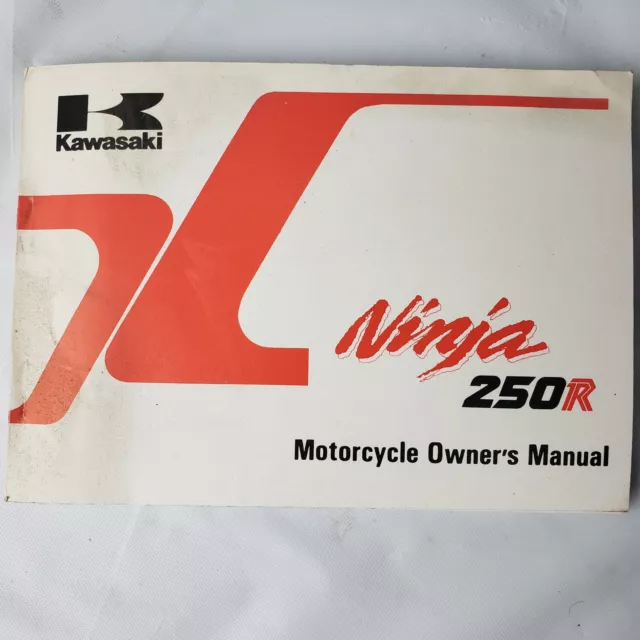 Kawasaki
Ninja
250R
Motorcycle Owner's Manual